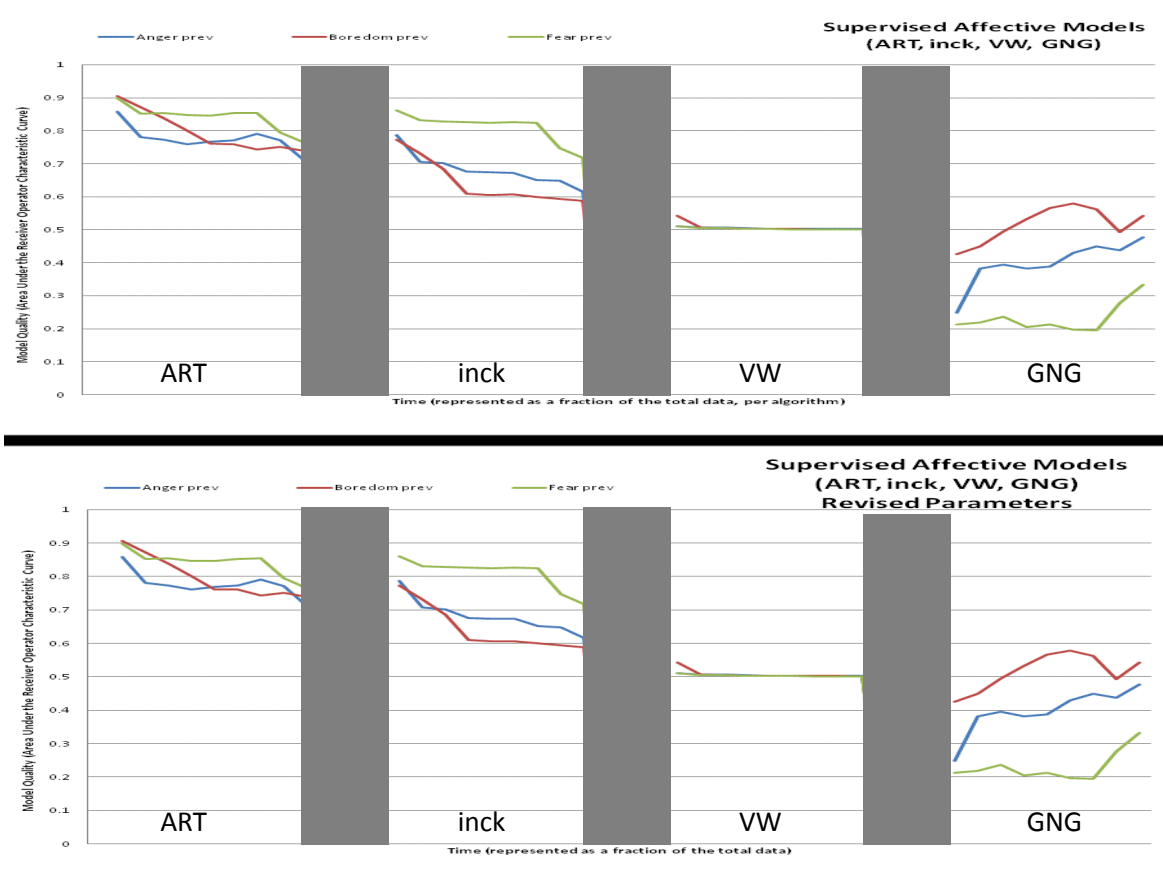 Supervised Affective Models
(ART, inck, VW, GNG)
Anger prev
Boredom prev
Fear prev
Model Quality (Area Under the Receiver Operator Characteristic Curve)
1
0.9
0.8
0.7
0.6
0.5
0.4
0.3
0.2
0.1
0
ART
inck
VW
GNG
Time (represented as a fraction of the total data, per algorithm)
Supervised Affective Models
(ART, inck, VW, GNG)
Revised Parameters
Anger prev
Boredom prev
Fear prev
Model Quality (Area Under the Receiver Operator Characteristic Curve)
1
0.9
0.8
0.7
0.6
0.5
0.4
0.3
0.2
0.1
0
ART
inck
VW
GNG
Time (represented as a fraction of the total data)